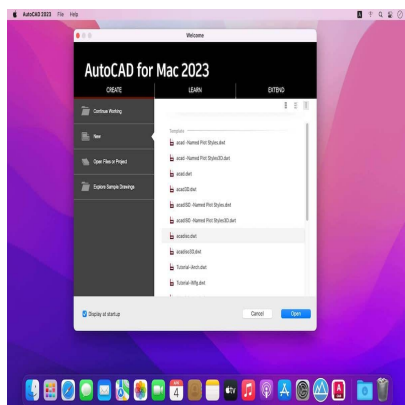 AutoCAD 2023 File Help
Welcome
AutoCAD for Mac 2023
CREATE LEARN EXTEND
Continue Working
New
Open Files or Project
Explore Sample Drawings
Template
acad -Named Plot Styles.dwt
acad -Named Plot Styles3D.dwt
acad.dwt
acad3D.dwt
acadISO -Named Plot Styles.dwt
acadISO -Named Plot Styles3D.dwt
acadiso.dwt
acadiso3D.dwt
Tutorial-iArch.dwt
Tutorial-iMfg.dwt
Display at startup Cancel Open
4
tv